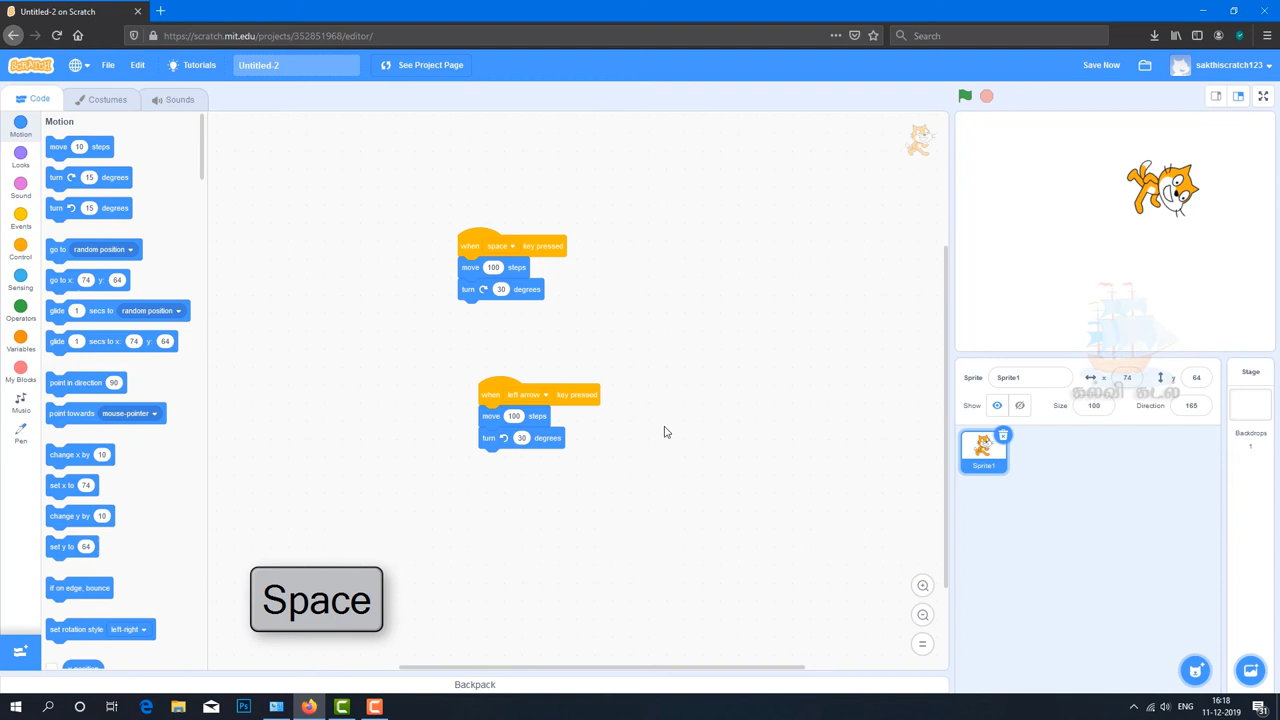 Untitled-2 on Scratch
https://scratch.mit.edu/projects/352851968/editor/
Search
SCRATCH
File
Edit
Tutorials
Untitled-2
See Project Page
Save Now
sakthiscratch123
Code
Costumes
Sounds
Motion
Looks
Sound
Events
Control
Sensing
Operators
Variables
My Blocks
Music
Pen
Motion
move 10 steps
turn 15 degrees
turn 15 degrees
go to random position
go to x: 74 y: 64
glide 1 secs to random position
glide 1 secs to x: 74 y: 64
point in direction 90
point towards mouse-pointer
change x by 10
set x to 74
change y by 10
set y to 64
if on edge, bounce
set rotation style left-right
x position
when space key pressed
move 100 steps
turn 30 degrees
when left arrow key pressed
move 100 steps
turn 30 degrees
Space
Backpack
Sprite Sprite1 x 74 y 64
கல்வி கடல்
Show Size 100 Direction 165
Sprite1
Stage
Backdrops
1
ENG
16:18
11-12-2019
31